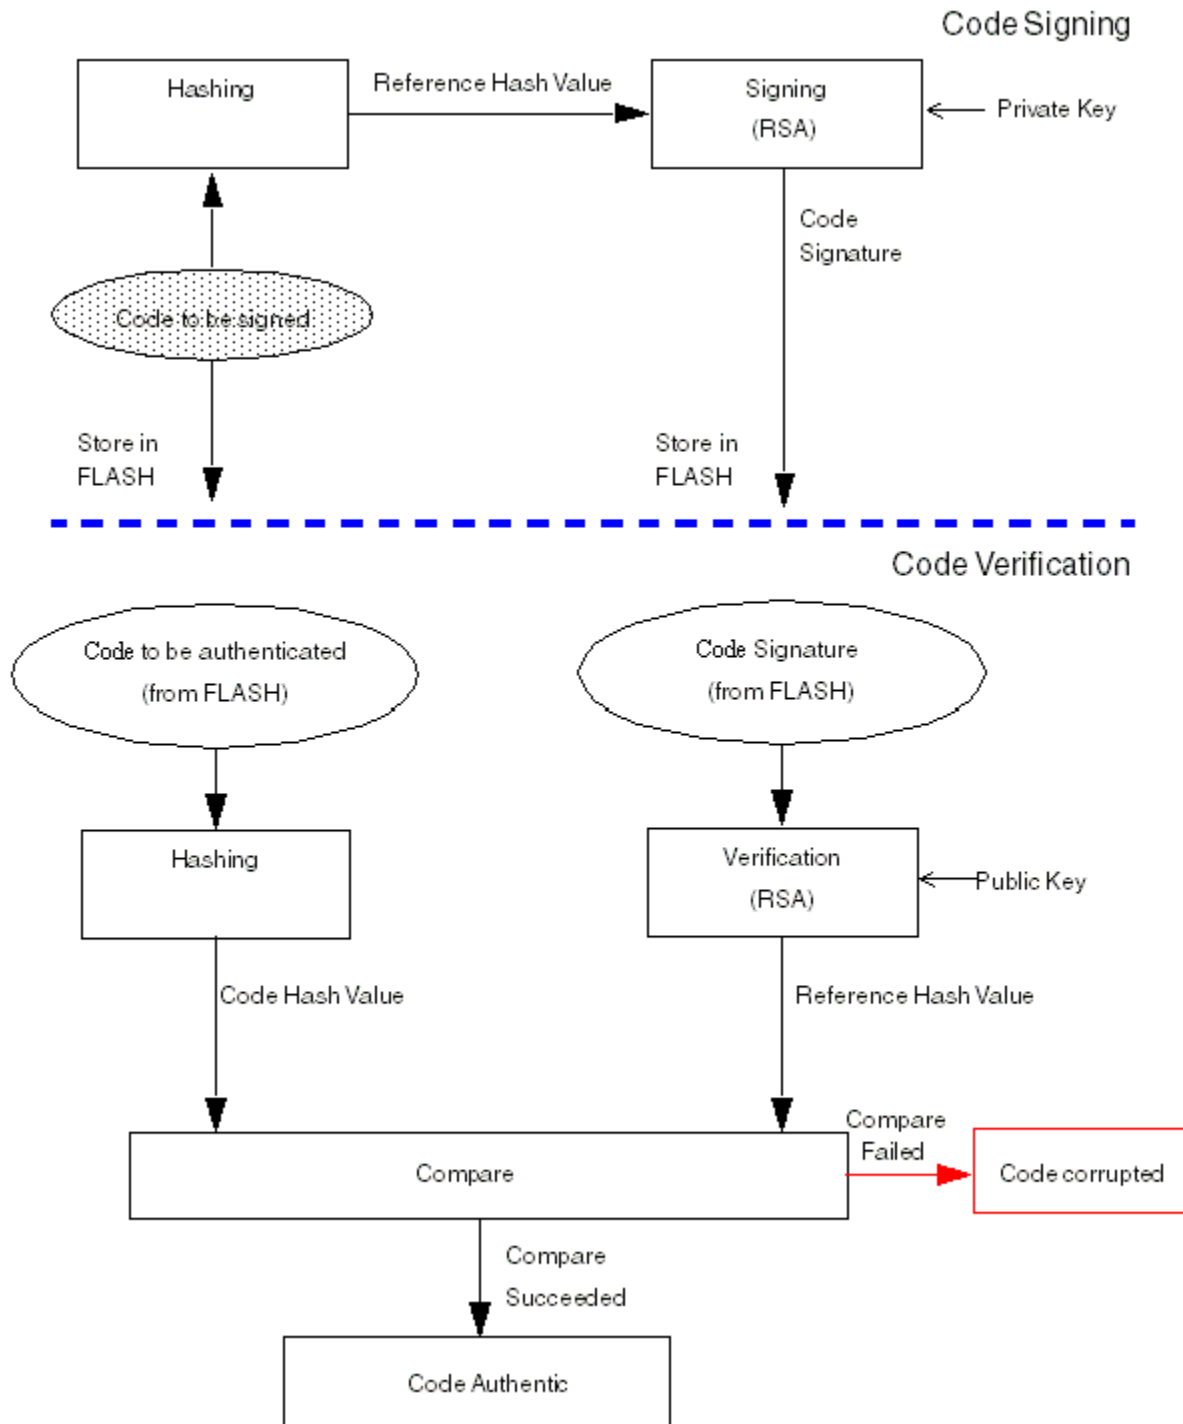 Code Signing
Hashing
Reference Hash Value
Signing
(RSA)
Private Key
Code
Signature
Code to be signed
Store in
FLASH
Store in
FLASH
Code Verification
Code to be authenticated
(from FLASH)
Code Signature
(from FLASH)
Hashing
Verification
(RSA)
Public Key
Code Hash Value
Reference Hash Value
Compare
Failed
Compare
Code corrupted
Compare
Succeeded
Code Authentic